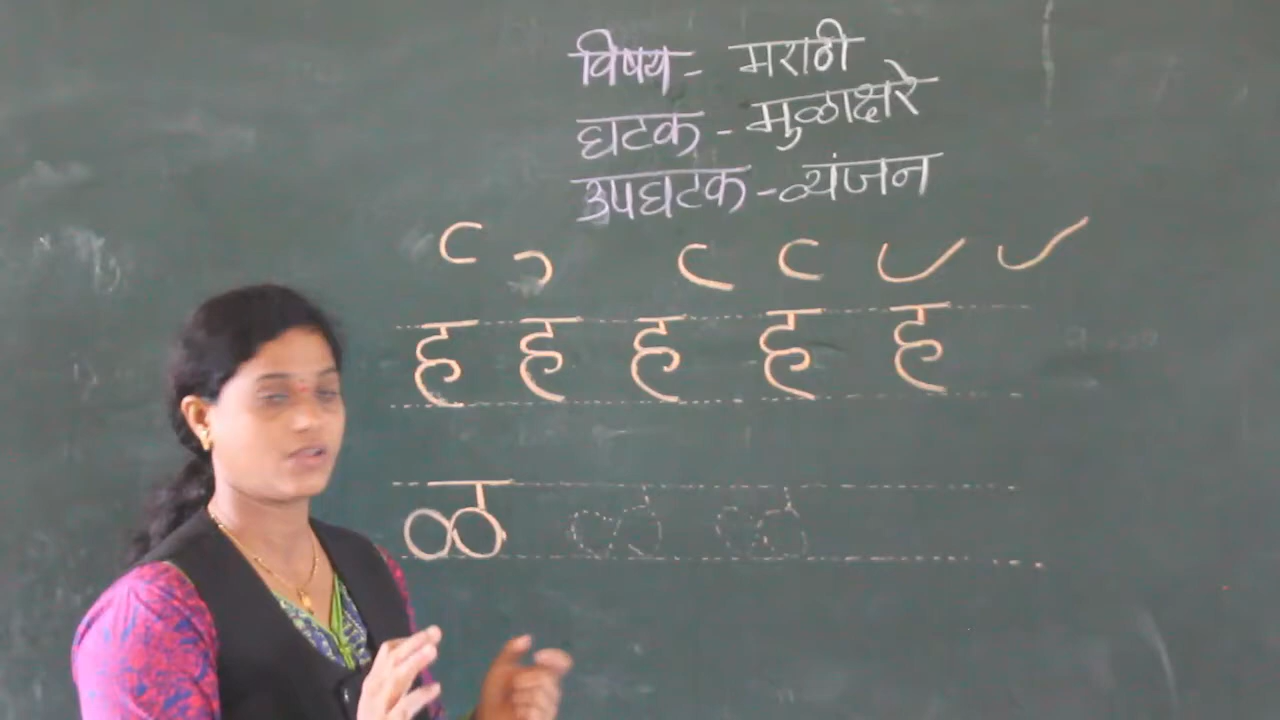 विषय - मराठी
घटक - मुळाक्षरे
उपघटक - व्यंजन
ह ह ह ह ह
ळ ळ ळ